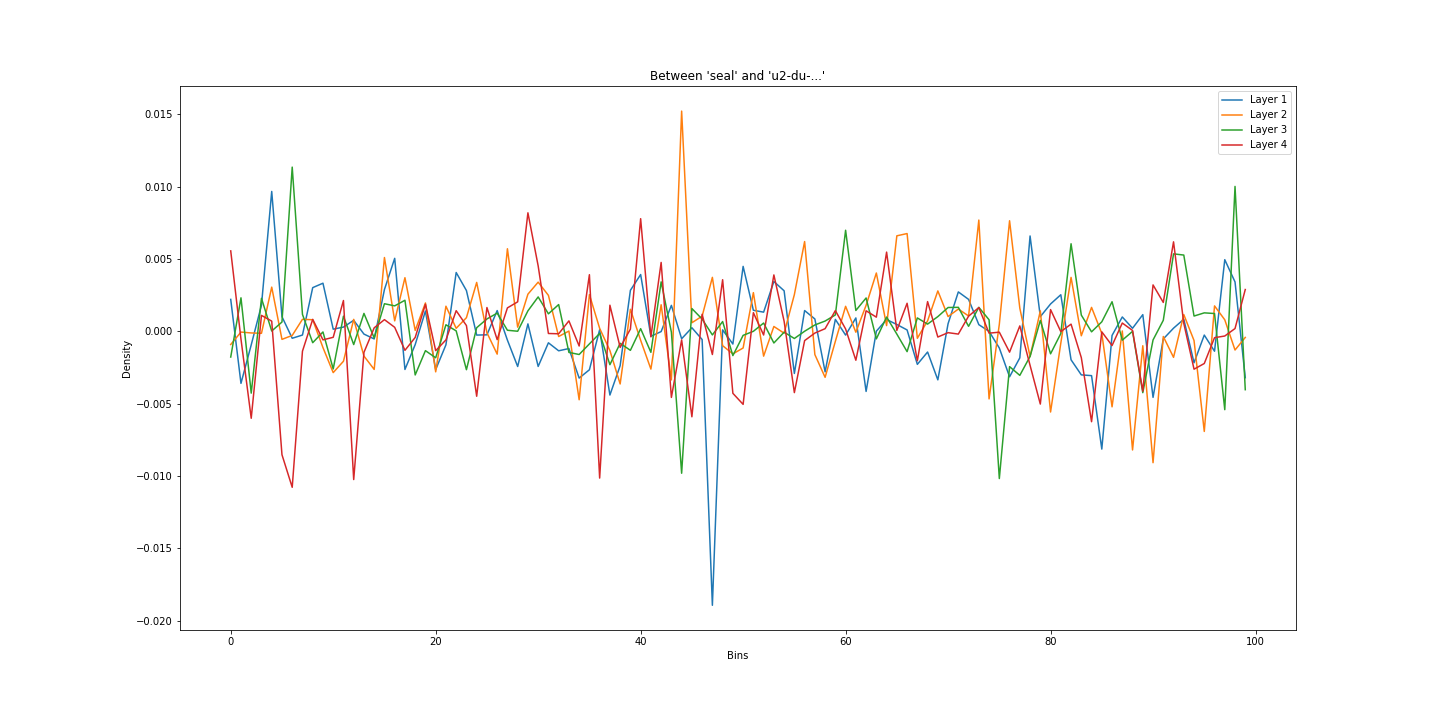 Between 'seal' and 'u2-du-...'
Layer 1
Layer 2
Layer 3
Layer 4
0.015
0.010
0.005
0.000
−0.005
−0.010
−0.015
−0.020
Density
0 20 40 60 80 100
Bins